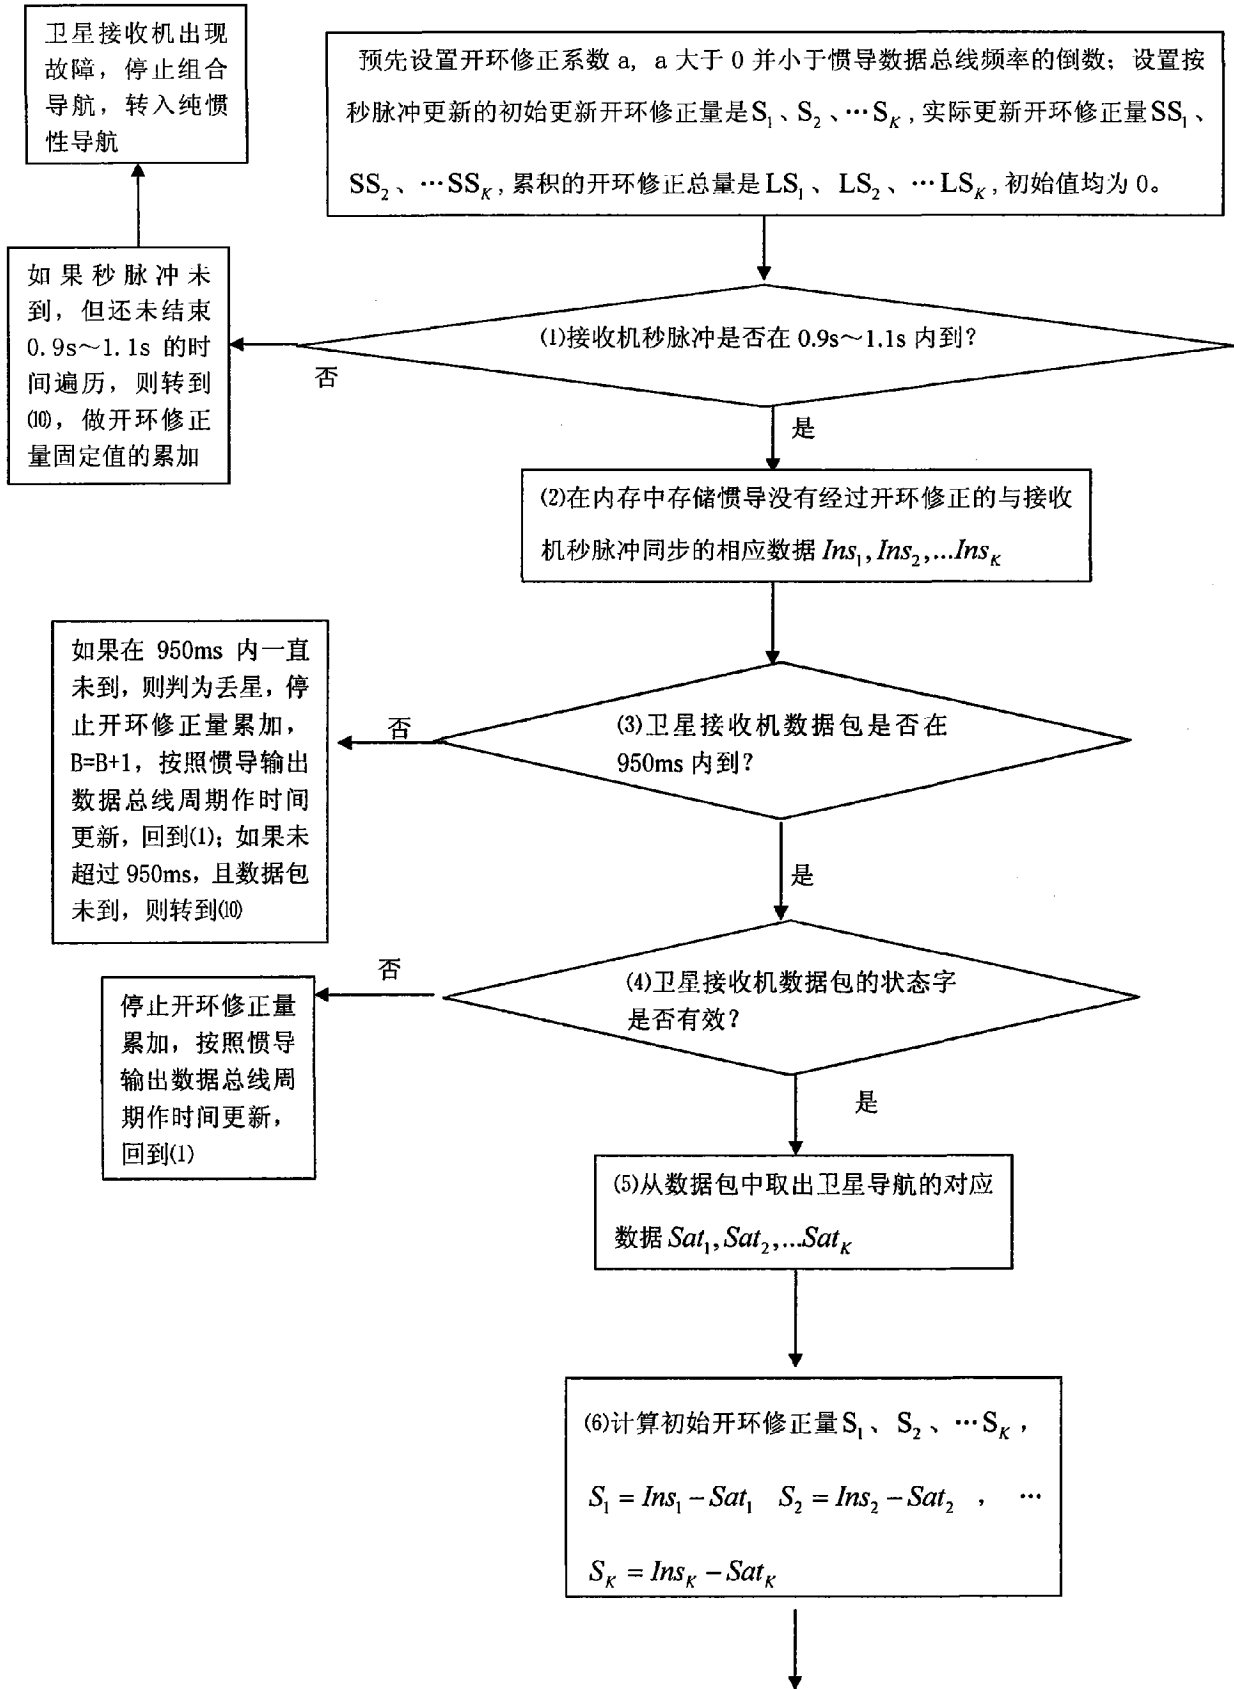 卫星接收机出现
故障，停止组合
导航，转入纯惯
性导航
预先设置开环修正系数 a, a 大于 0 并小于惯导数据总线频率的倒数；设置按
秒脉冲更新的初始更新开环修正量是 S₁、S₂、…S_K,实际更新开环修正量 SS₁、
SS₂、…SS_K,累积的开环修正总量是 LS₁、LS₂、…LS_K,初始值均为 0。
如果秒脉冲未
到，但还未结束
0.9s～1.1s 的时
间遍历，则转到
⑽，做开环修正
量固定值的累加
⑴接收机秒脉冲是否在 0.9s～1.1s 内到？
否
是
⑵在内存中存储惯导没有经过开环修正的与接收
机秒脉冲同步的相应数据 Ins₁,Ins₂,...Ins_K
如果在 950ms 内一直
未到，则判为丢星，停
止开环修正量累加，
B=B+1，按照惯导输出
数据总线周期作时间
更新，回到⑴；如果未
超过 950ms，且数据包
未到，则转到⑽
否
⑶卫星接收机数据包是否在
950ms 内到？
是
否
⑷卫星接收机数据包的状态字
是否有效？
停止开环修正量
累加，按照惯导
输出数据总线周
期作时间更新，
回到⑴
是
⑸从数据包中取出卫星导航的对应
数据 Sat₁,Sat₂,...Sat_K
⑹计算初始开环修正量 S₁、S₂、…S_K，
S₁ = Ins₁ − Sat₁ S₂ = Ins₂ − Sat₂ ， …
S_K = Ins_K − Sat_K